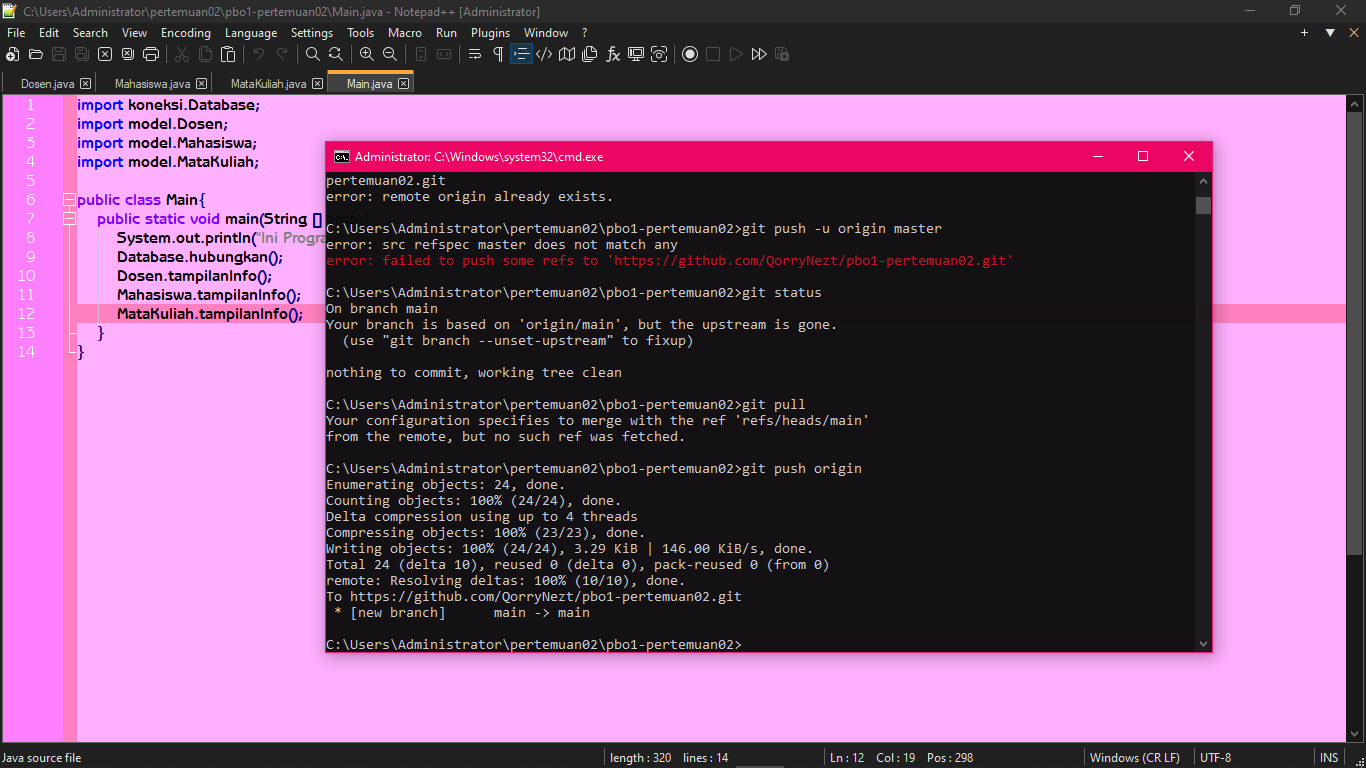 C:\Users\Administrator\pertemuan02\pbo1-pertemuan02\Main.java - Notepad++ [Administrator]
File Edit Search View Encoding Language Settings Tools Macro Run Plugins Window ?
Dosen.java Mahasiswa.java MataKuliah.java Main.java
1 import koneksi.Database;
2 import model.Dosen;
3 import model.Mahasiswa;
4 import model.MataKuliah;
5
6 public class Main{
7 public static void main(String []
8 System.out.println("Ini Progra
9 Database.hubungkan();
10 Dosen.tampilanInfo();
11 Mahasiswa.tampilanInfo();
12 MataKuliah.tampilanInfo();
13 }
14 }
Administrator: C:\Windows\system32\cmd.exe
pertemuan02.git
error: remote origin already exists.
C:\Users\Administrator\pertemuan02\pbo1-pertemuan02>git push -u origin master
error: src refspec master does not match any
error: failed to push some refs to 'https://github.com/QorryNezt/pbo1-pertemuan02.git'
C:\Users\Administrator\pertemuan02\pbo1-pertemuan02>git status
On branch main
Your branch is based on 'origin/main', but the upstream is gone.
(use "git branch --unset-upstream" to fixup)
nothing to commit, working tree clean
C:\Users\Administrator\pertemuan02\pbo1-pertemuan02>git pull
Your configuration specifies to merge with the ref 'refs/heads/main'
from the remote, but no such ref was fetched.
C:\Users\Administrator\pertemuan02\pbo1-pertemuan02>git push origin
Enumerating objects: 24, done.
Counting objects: 100% (24/24), done.
Delta compression using up to 4 threads
Compressing objects: 100% (23/23), done.
Writing objects: 100% (24/24), 3.29 KiB | 146.00 KiB/s, done.
Total 24 (delta 10), reused 0 (delta 0), pack-reused 0 (from 0)
remote: Resolving deltas: 100% (10/10), done.
To https://github.com/QorryNezt/pbo1-pertemuan02.git
* [new branch] main -> main
C:\Users\Administrator\pertemuan02\pbo1-pertemuan02>
Java source file length : 320 lines : 14 Ln : 12 Col : 19 Pos : 298 Windows (CR LF) UTF-8 INS